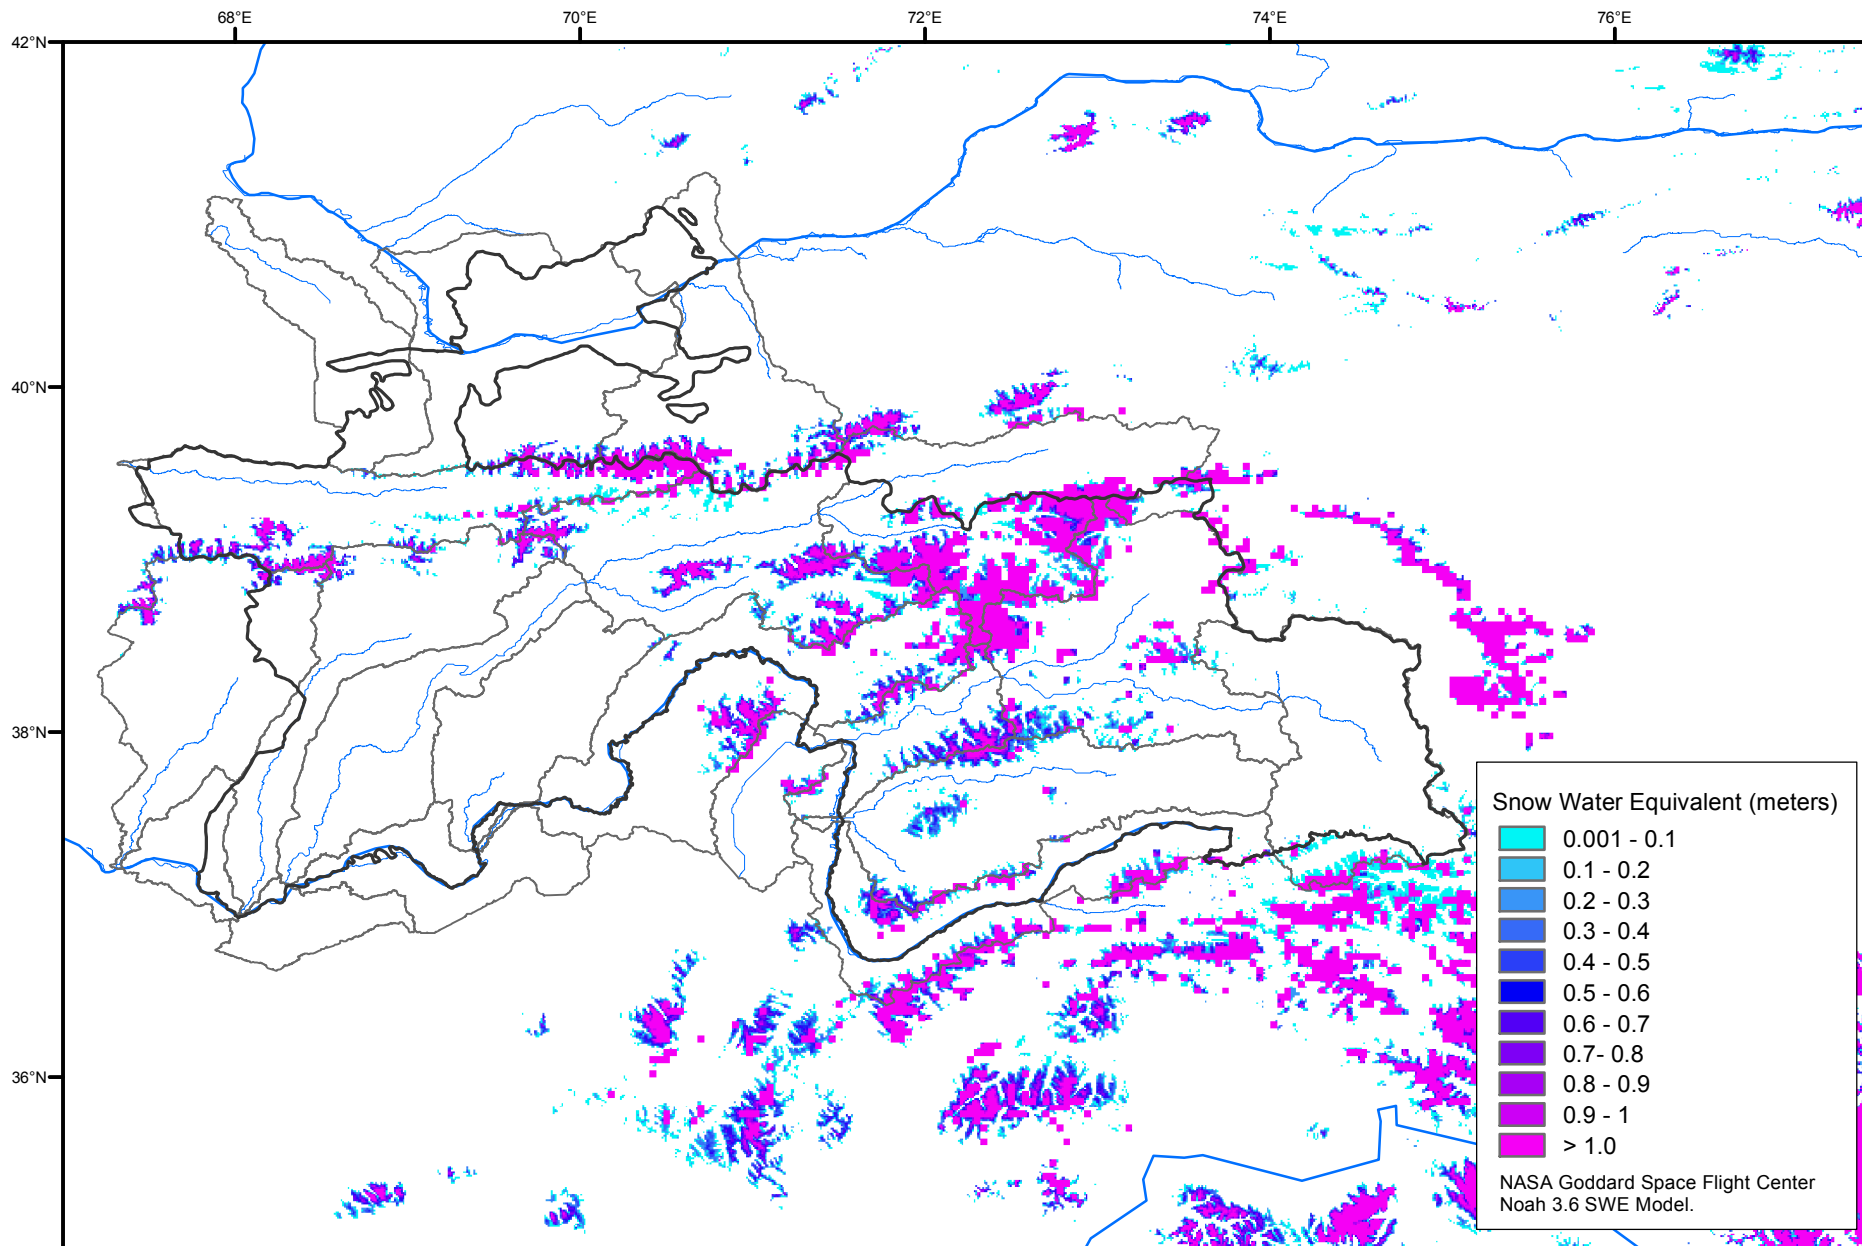 68°E
70°E
72°E
74°E
76°E
42°N
40°N
38°N
36°N
Snow Water Equivalent (meters)
0.001 - 0.1
0.1 - 0.2
0.2 - 0.3
0.3 - 0.4
0.4 - 0.5
0.5 - 0.6
0.6 - 0.7
0.7- 0.8
0.8 - 0.9
0.9 - 1
> 1.0
NASA Goddard Space Flight Center
Noah 3.6 SWE Model.